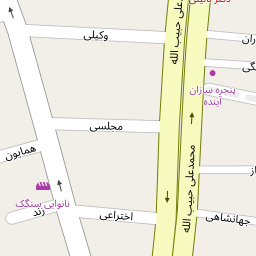 علی حبیب الله
وکیلی
پنجره سازان
آینده
مجلسی
همایون
محمدعلی حبیب الله
نانوایی سنگک
رند
اختراعی
جهانشاهی